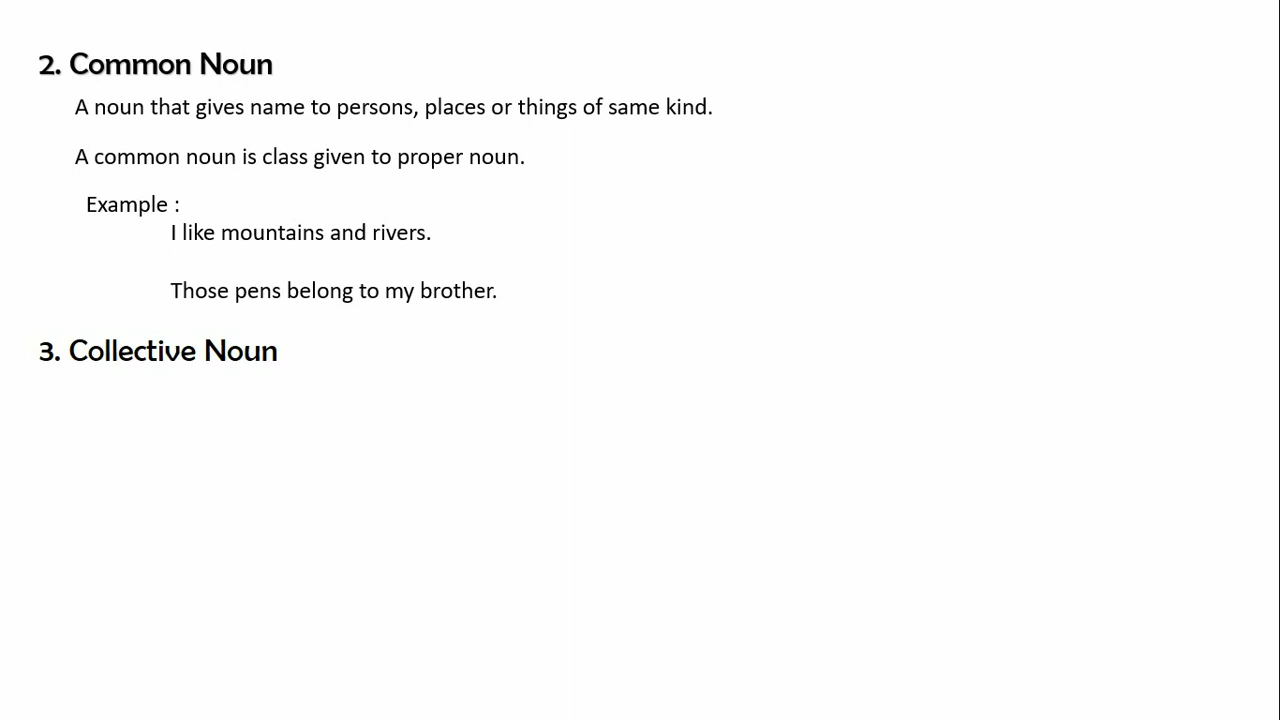 2. Common Noun
A noun that gives name to persons, places or things of same kind.
A common noun is class given to proper noun.
Example :
I like mountains and rivers.
Those pens belong to my brother.
3. Collective Noun